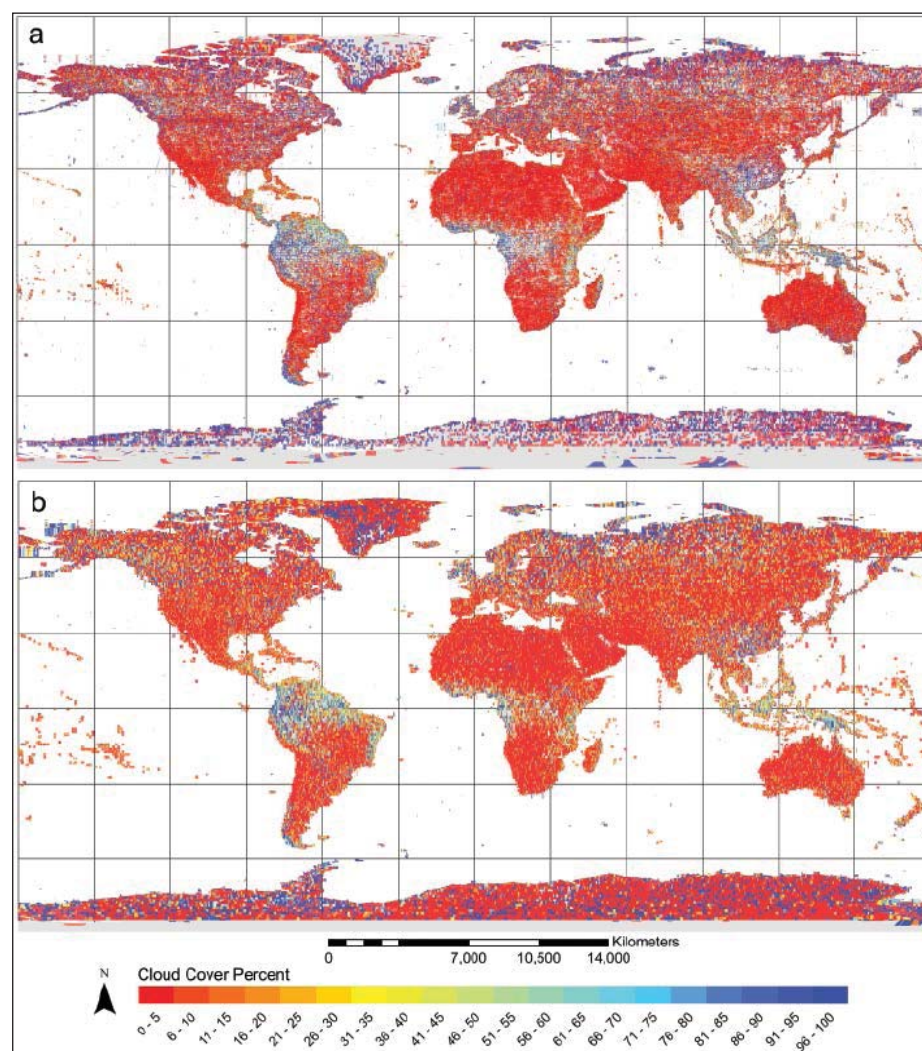 a
b
Kilometers
0 7,000 10,500 14,000
N
Cloud Cover Percent
0 - 5
6 - 10
11 - 15
16 - 20
21 - 25
26 - 30
31 - 35
36 - 40
41 - 45
46 - 50
51 - 55
56 - 60
61 - 65
66 - 70
71 - 75
76 - 80
81 - 85
86 - 90
91 - 95
96 - 100